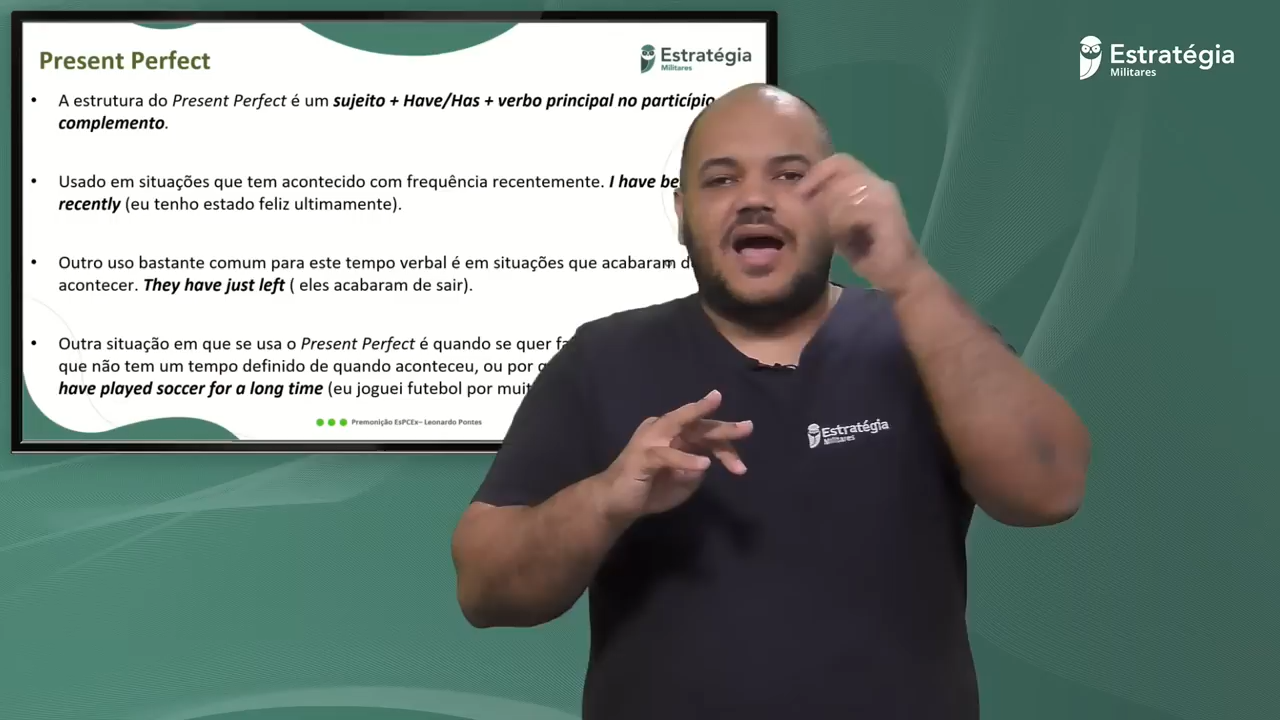 Present Perfect
Estratégia
Militares
Estratégia
Militares
• A estrutura do Present Perfect é um sujeito + Have/Has + verbo principal no particípio
complemento.
• Usado em situações que tem acontecido com frequência recentemente. I have be
recently (eu tenho estado feliz ultimamente).
• Outro uso bastante comum para este tempo verbal é em situações que acabaram d
acontecer. They have just left ( eles acabaram de sair).
• Outra situação em que se usa o Present Perfect é quando se quer fa
que não tem um tempo definido de quando aconteceu, ou por
have played soccer for a long time (eu joguei futebol por muit
Premonição EsPCEx– Leonardo Pontes
Estratégia
Militares